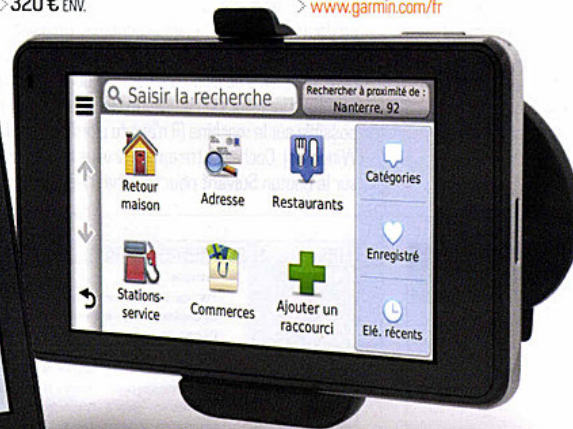 > 320 € ENV.
> www.garmin.com/fr
Saisir la recherche
Rechercher à proximité de :
Nanterre, 92
Retour
maison
Adresse
Restaurants
Catégories
Enregistré
Stations-
service
Commerces
Ajouter un
raccourci
Elé. récents